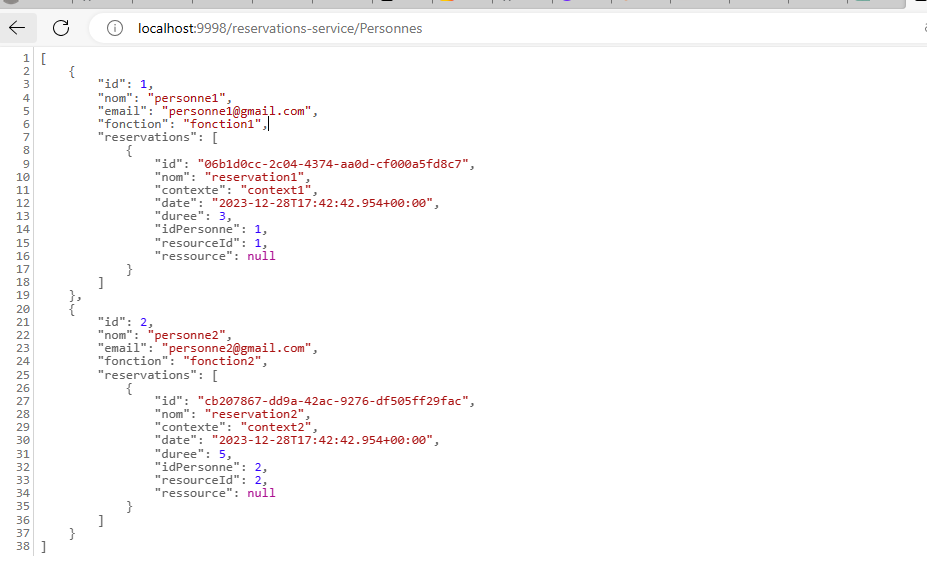 localhost:9998/reservations-service/Personnes
1 [
2     {
3         "id": 1,
4         "nom": "personne1",
5         "email": "personne1@gmail.com",
6         "fonction": "fonction1",
7         "reservations": [
8             {
9                 "id": "06b1d0cc-2c04-4374-aa0d-cf000a5fd8c7",
10                 "nom": "reservation1",
11                 "contexte": "context1",
12                 "date": "2023-12-28T17:42:42.954+00:00",
13                 "duree": 3,
14                 "idPersonne": 1,
15                 "resourceId": 1,
16                 "ressource": null
17             }
18         ]
19     },
20     {
21         "id": 2,
22         "nom": "personne2",
23         "email": "personne2@gmail.com",
24         "fonction": "fonction2",
25         "reservations": [
26             {
27                 "id": "cb207867-dd9a-42ac-9276-df505ff29fac",
28                 "nom": "reservation2",
29                 "contexte": "context2",
30                 "date": "2023-12-28T17:42:42.954+00:00",
31                 "duree": 5,
32                 "idPersonne": 2,
33                 "resourceId": 2,
34                 "ressource": null
35             }
36         ]
37     }
38 ]